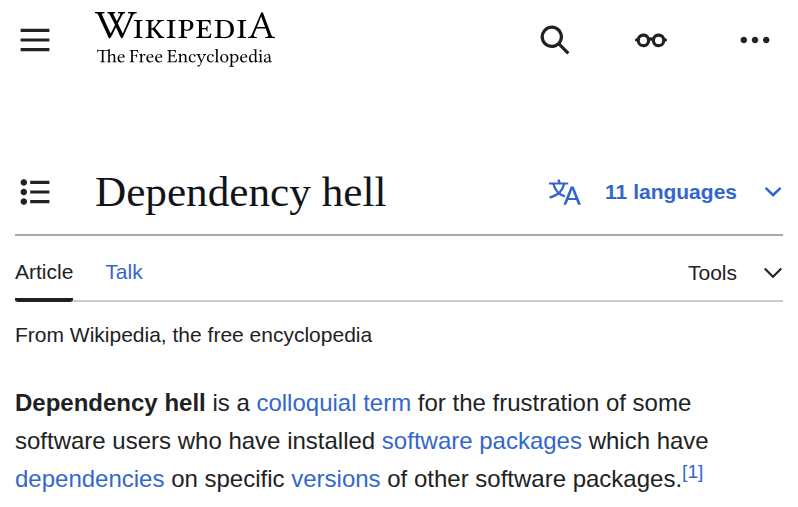 WIKIPEDIA
The Free Encyclopedia
Dependency hell
文A 11 languages
Article Talk Tools
From Wikipedia, the free encyclopedia
Dependency hell is a colloquial term for the frustration of some
software users who have installed software packages which have
dependencies on specific versions of other software packages.[1]